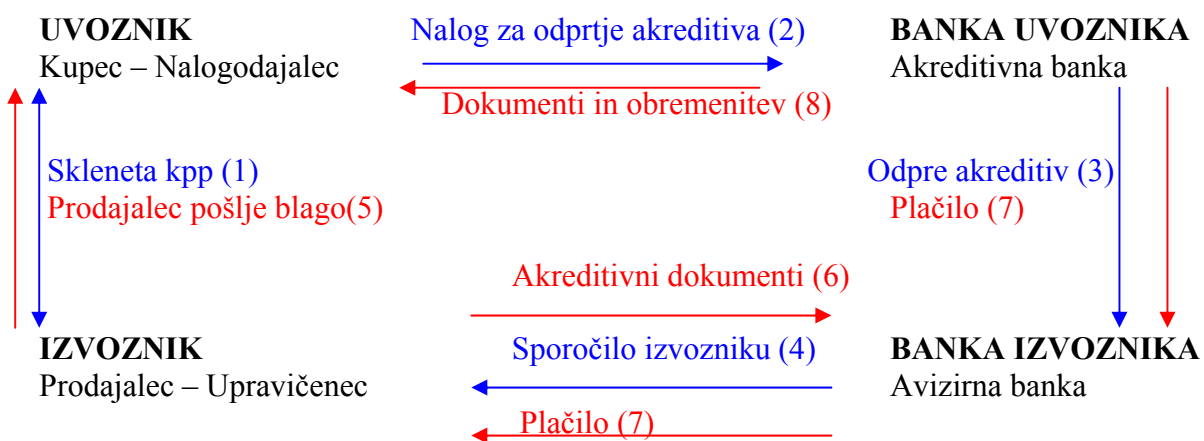 UVOZNIK
Kupec – Nalogodajalec
Nalog za odprtje akreditiva (2)
Dokumenti in obremenitev (8)
BANKA UVOZNIKA
Akreditivna banka
Skleneta kpp (1)
Prodajalec pošlje blago(5)
Odpre akreditiv (3)
Plačilo (7)
Akreditivni dokumenti (6)
IZVOZNIK
Prodajalec – Upravičenec
Sporočilo izvozniku (4)
Plačilo (7)
BANKA IZVOZNIKA
Avizirna banka